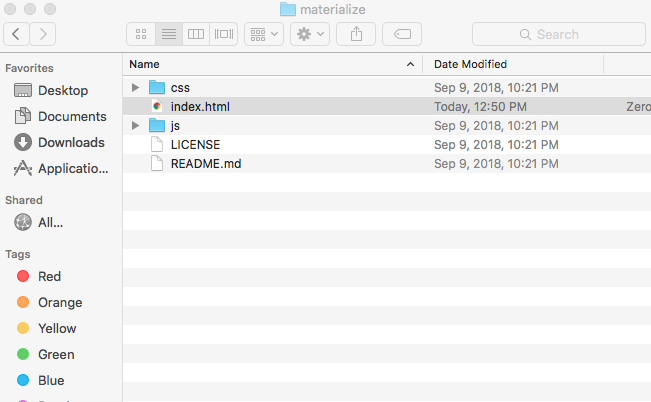 materialize
Search
Favorites
Desktop
Documents
Downloads
Applicatio...
Shared
All...
Tags
Red
Orange
Yellow
Green
Blue
Name Date Modified
css Sep 9, 2018, 10:21 PM
index.html Today, 12:50 PM Zero
js Sep 9, 2018, 10:21 PM
LICENSE Sep 9, 2018, 10:21 PM
README.md Sep 9, 2018, 10:21 PM